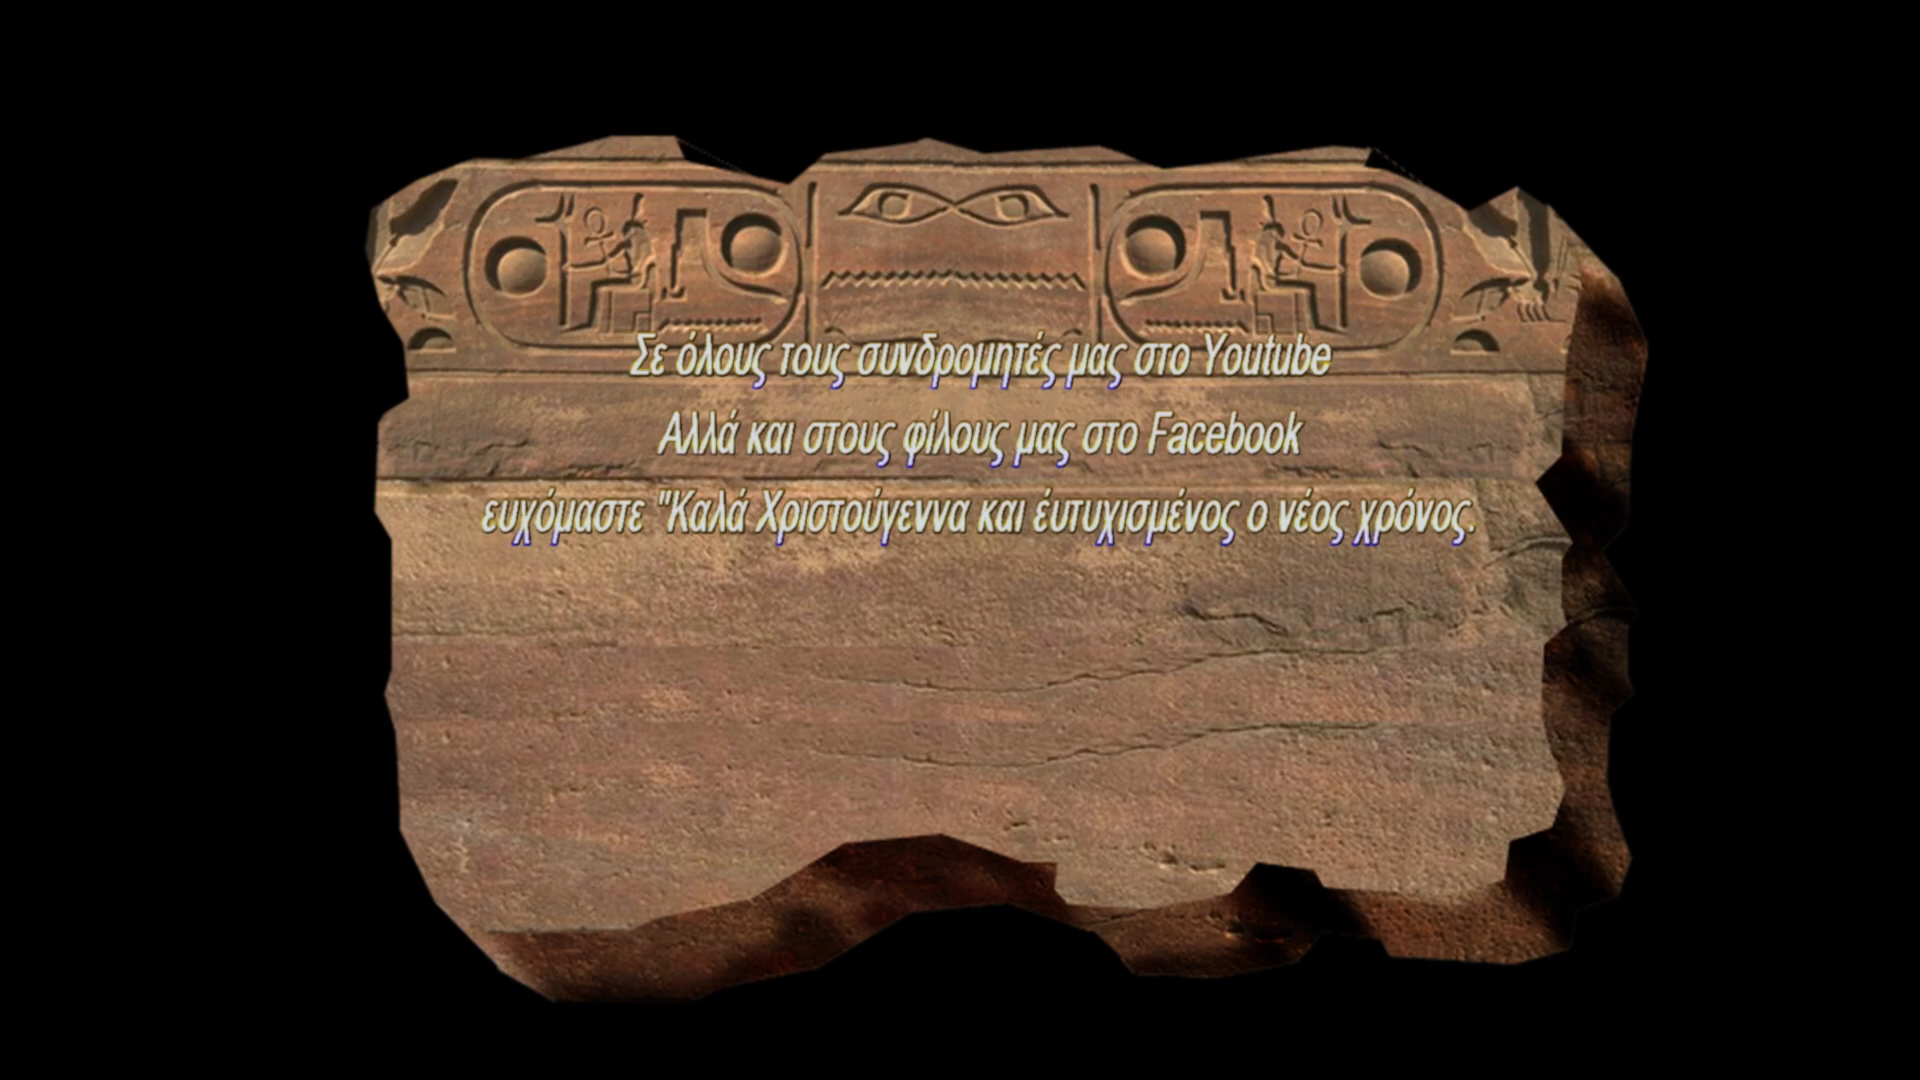 Σε όλους τους συνδρομητές μας στο Youtube
Αλλά και στους φίλους μας στο Facebook
ευχόμαστε "Καλά Χριστούγεννα και έυτυχισμένος ο νέος χρόνος.